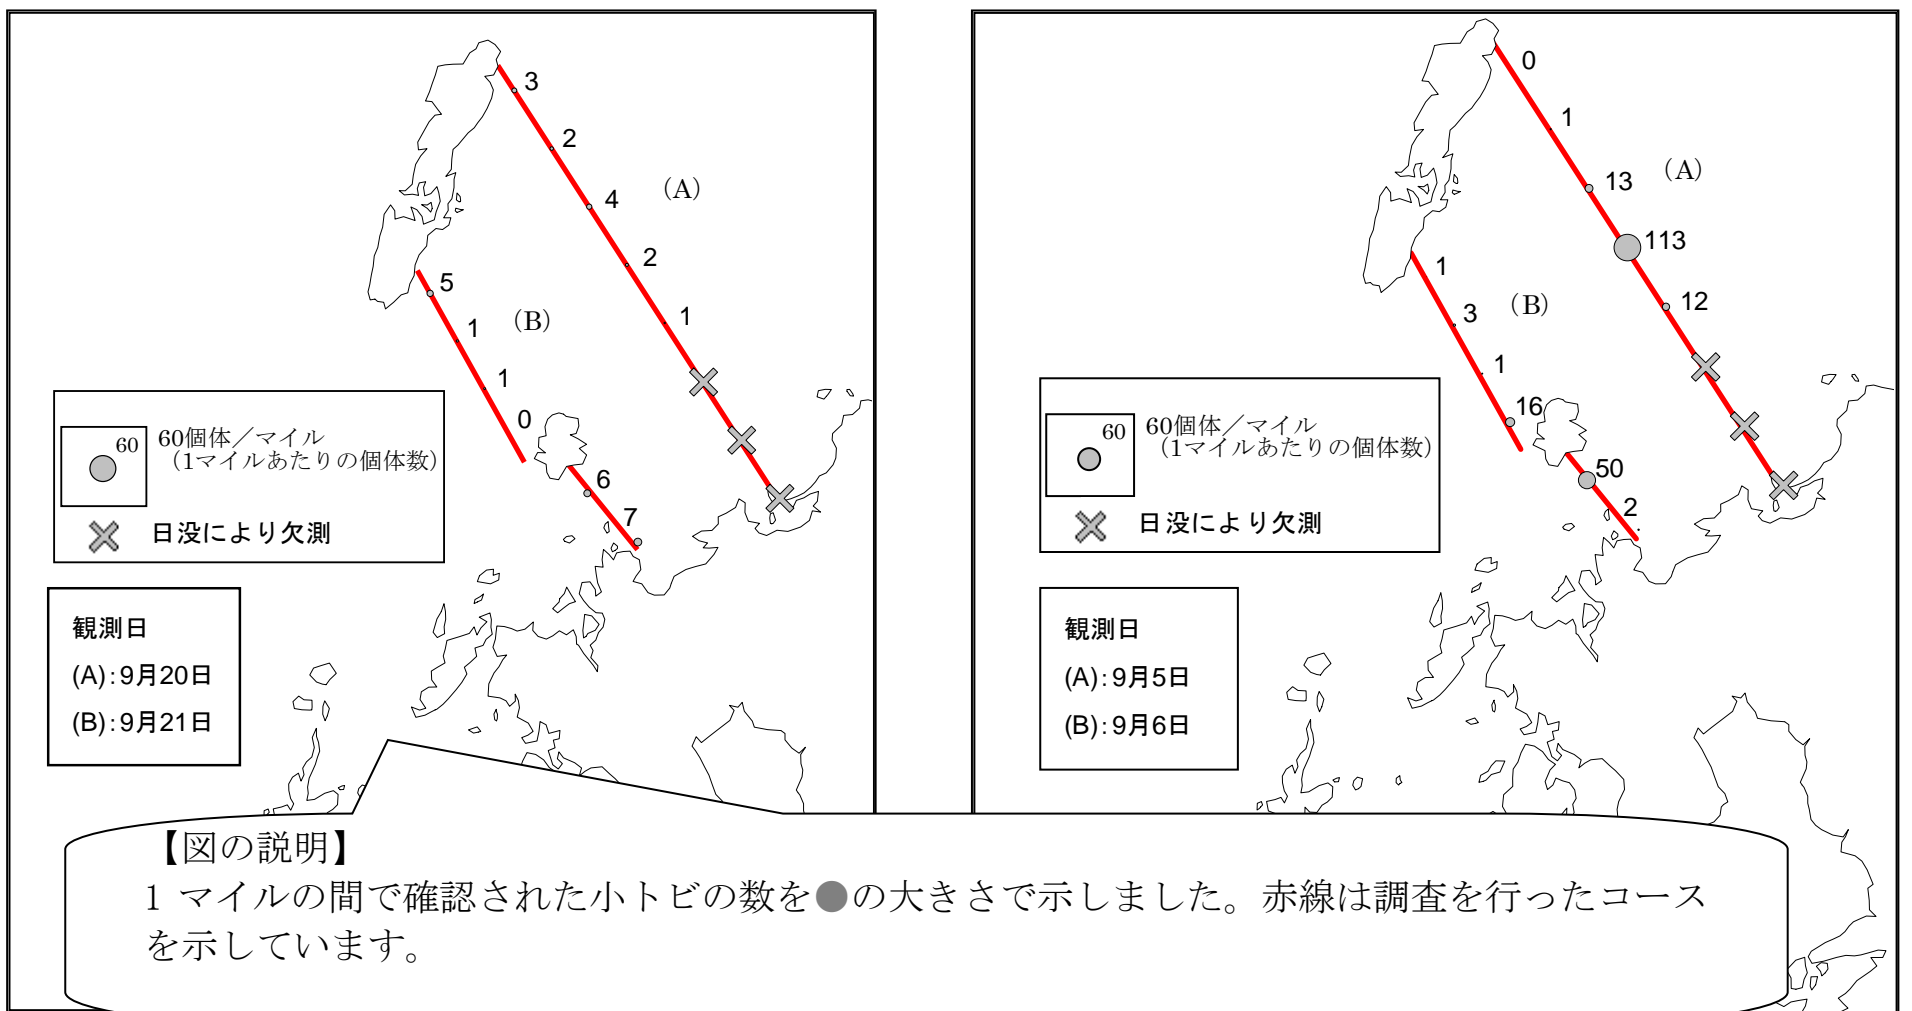 3
2
4
(A)
2
5
1
(B)
1
1
0
60
60個体／マイル
（1マイルあたりの個体数）
6
7
日没により欠測
観測日
(A)：9月20日
(B)：9月21日
0
1
13
(A)
113
1
12
3
(B)
1
16
60
60個体／マイル
（1マイルあたりの個体数）
50
2
日没により欠測
観測日
(A)：9月5日
(B)：9月6日
【図の説明】
1 マイルの間で確認された小トビの数を●の大きさで示しました。赤線は調査を行ったコース
を示しています。